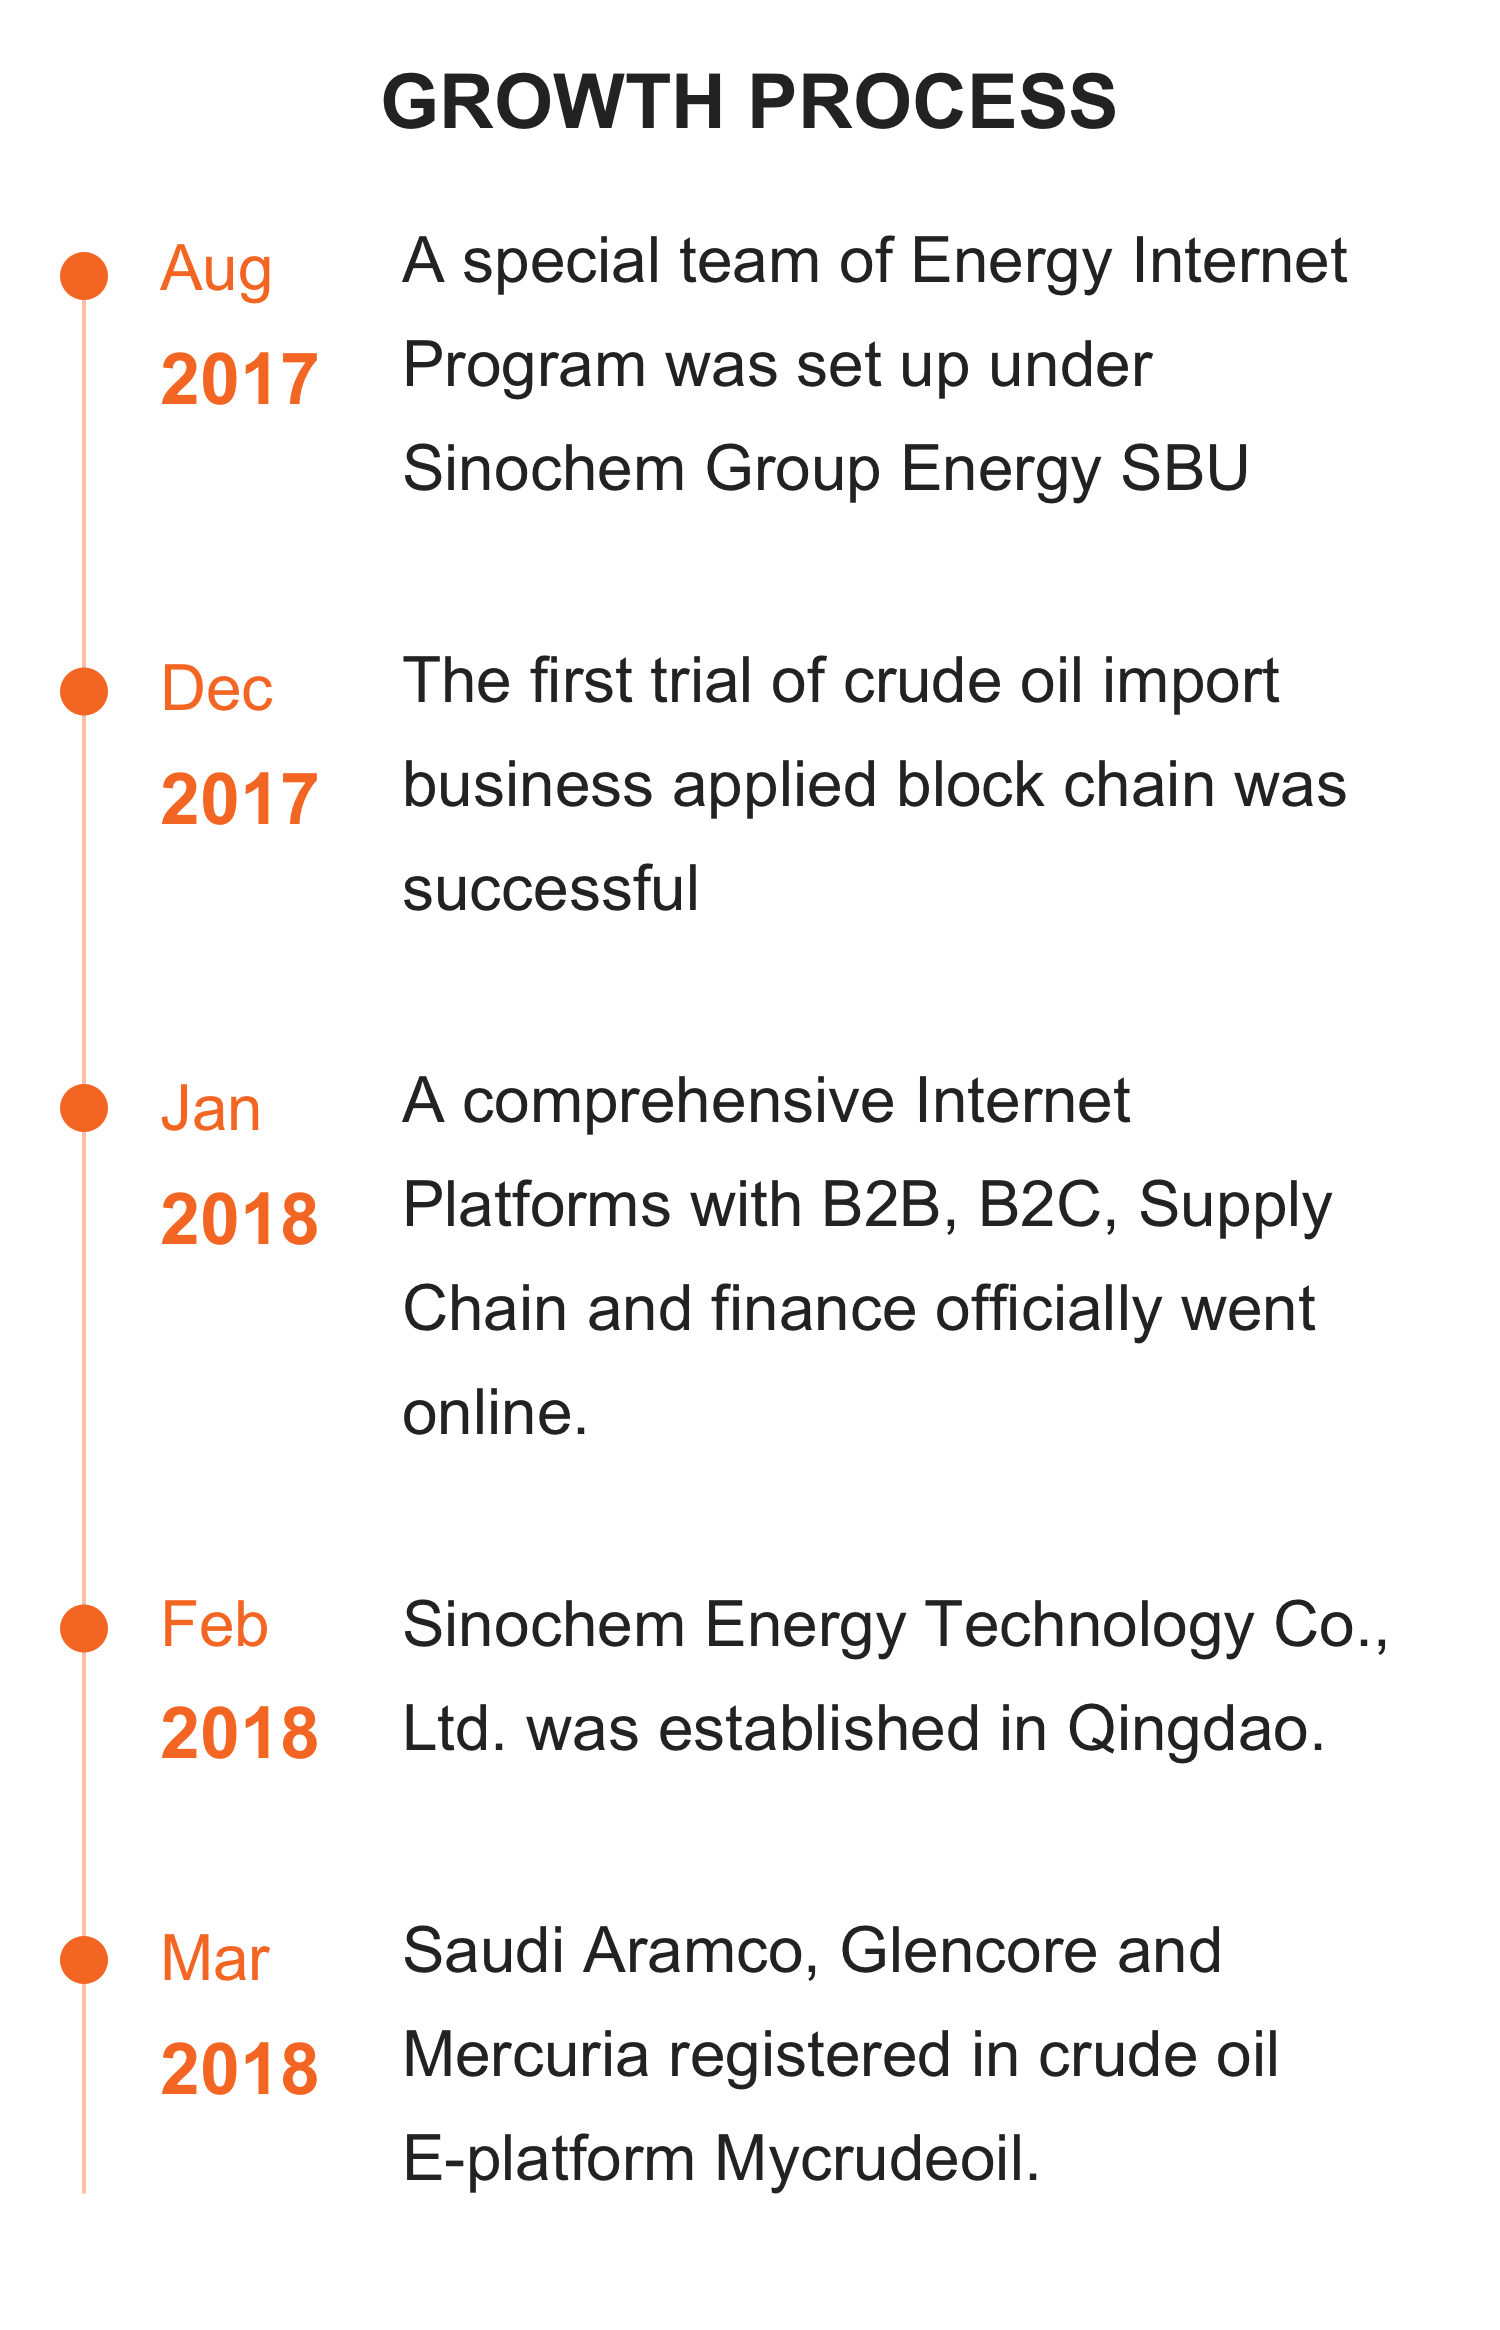 GROWTH PROCESS
Aug
2017
A special team of Energy Internet
Program was set up under
Sinochem Group Energy SBU
Dec
2017
The first trial of crude oil import
business applied block chain was
successful
Jan
2018
A comprehensive Internet
Platforms with B2B, B2C, Supply
Chain and finance officially went
online.
Feb
2018
Sinochem Energy Technology Co.,
Ltd. was established in Qingdao.
Mar
2018
Saudi Aramco, Glencore and
Mercuria registered in crude oil
E-platform Mycrudeoil.